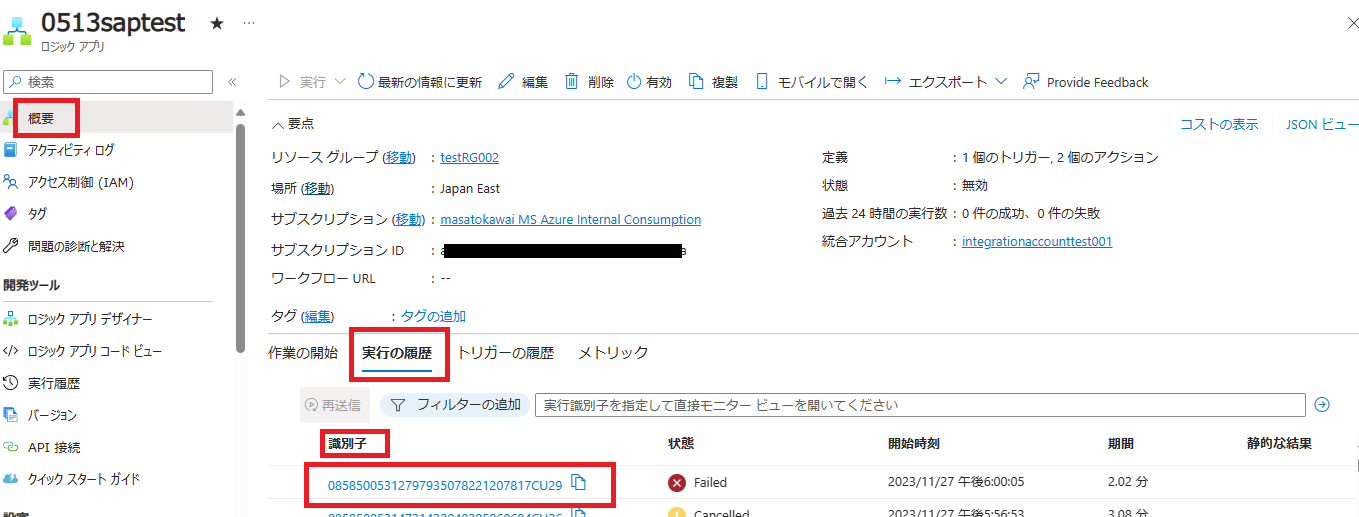 0513saptest
ロジック アプリ
検索
概要
アクティビティ ログ
アクセス制御 (IAM)
タグ
問題の診断と解決
開発ツール
ロジック アプリ デザイナー
ロジック アプリ コード ビュー
実行履歴
バージョン
API 接続
クイック スタート ガイド
実行 最新の情報に更新 編集 削除 有効 複製 モバイルで開く エクスポート Provide Feedback
要点 コストの表示 JSON ビュー
リソース グループ (移動) : testRG002
場所 (移動) : Japan East
サブスクリプション (移動) : masatokawai MS Azure Internal Consumption
サブスクリプション ID : a a
ワークフロー URL : --
タグ (編集) : タグの追加
定義 : 1 個のトリガー, 2 個のアクション
状態 : 無効
過去 24 時間の実行数 : 0 件の成功、0 件の失敗
統合アカウント : integrationaccounttest001
作業の開始 実行の履歴 トリガーの履歴 メトリック
再送信 フィルターの追加 実行識別子を指定して直接モニター ビューを開いてください
識別子 状態 開始時刻 期間 静的な結果
08585005312797935078221207817CU29 Failed 2023/11/27 午後6:00:05 2.02 分
Cancelled 2023/11/27 午後5:56:53 3.08 分